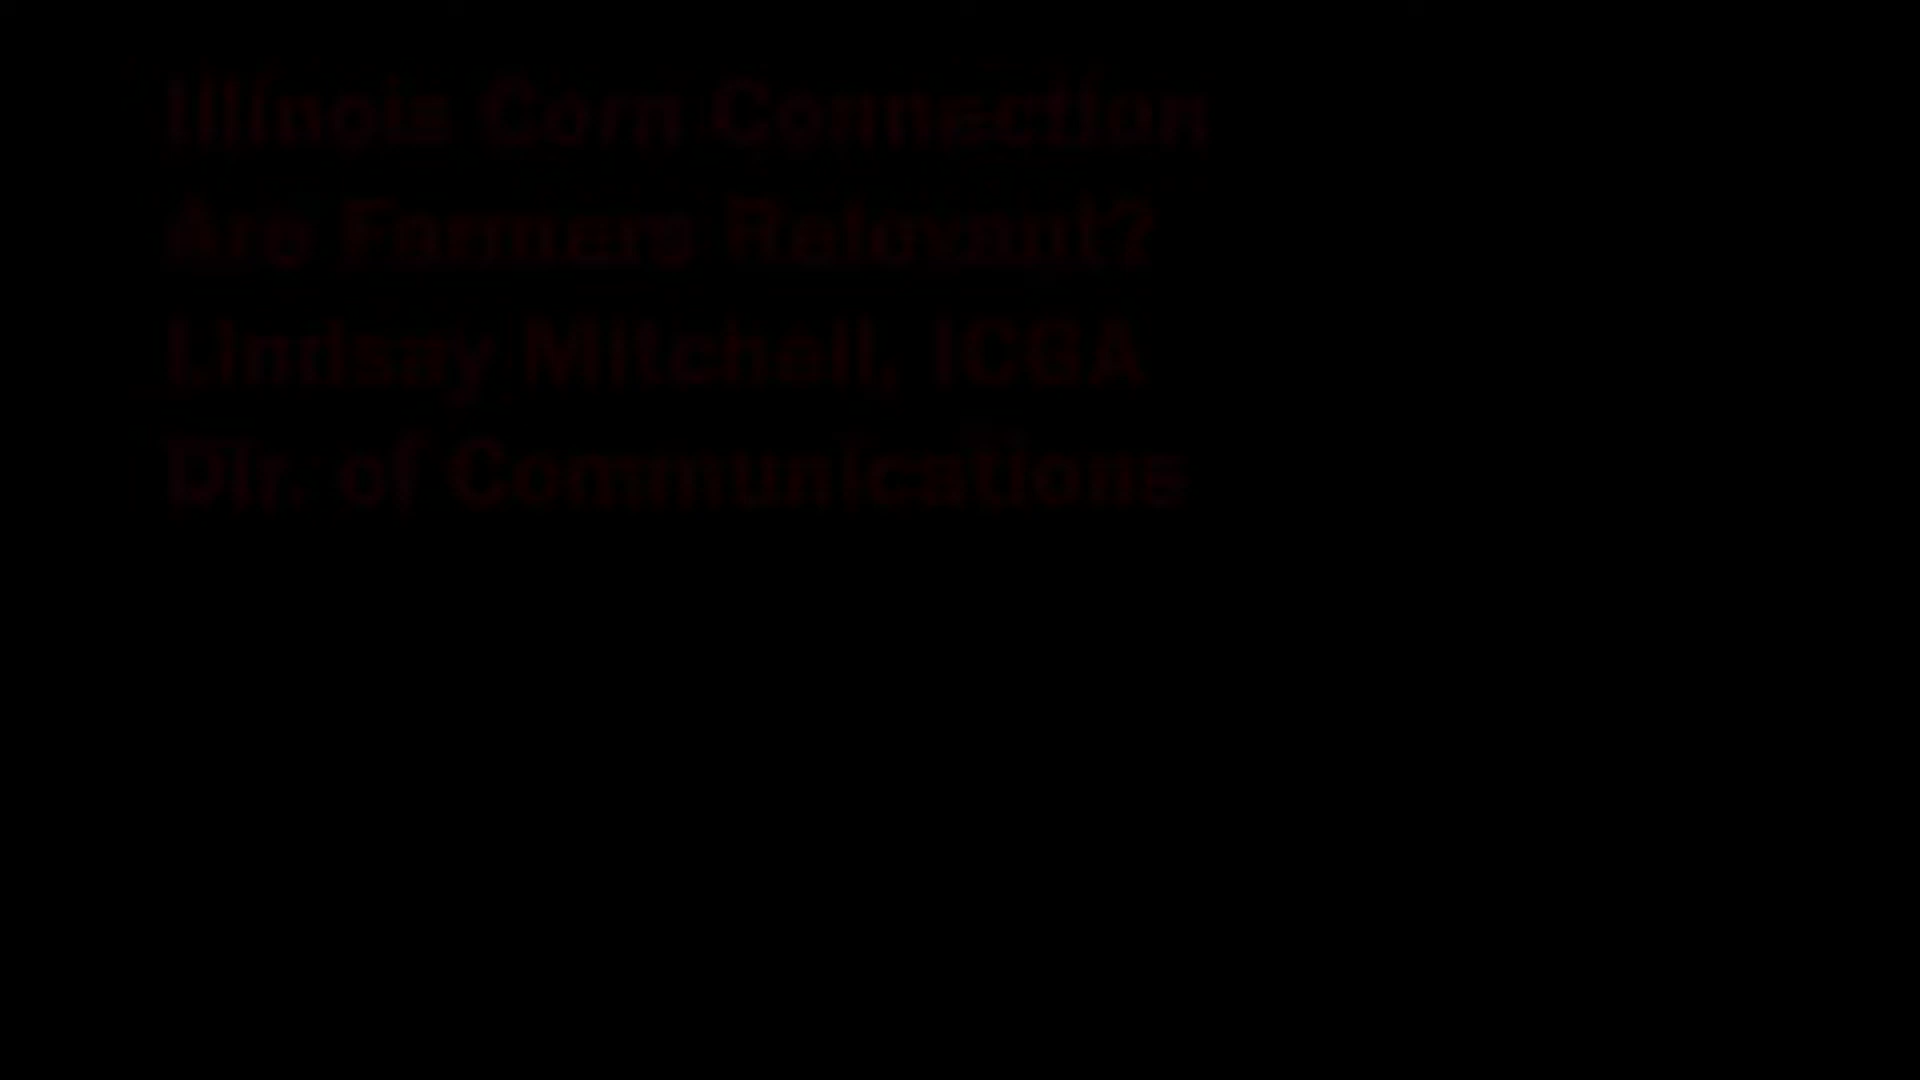 Illinois Corn Connection
Are Farmers Relevant?
Lindsay Mitchell, ICGA
Dir. of Communications